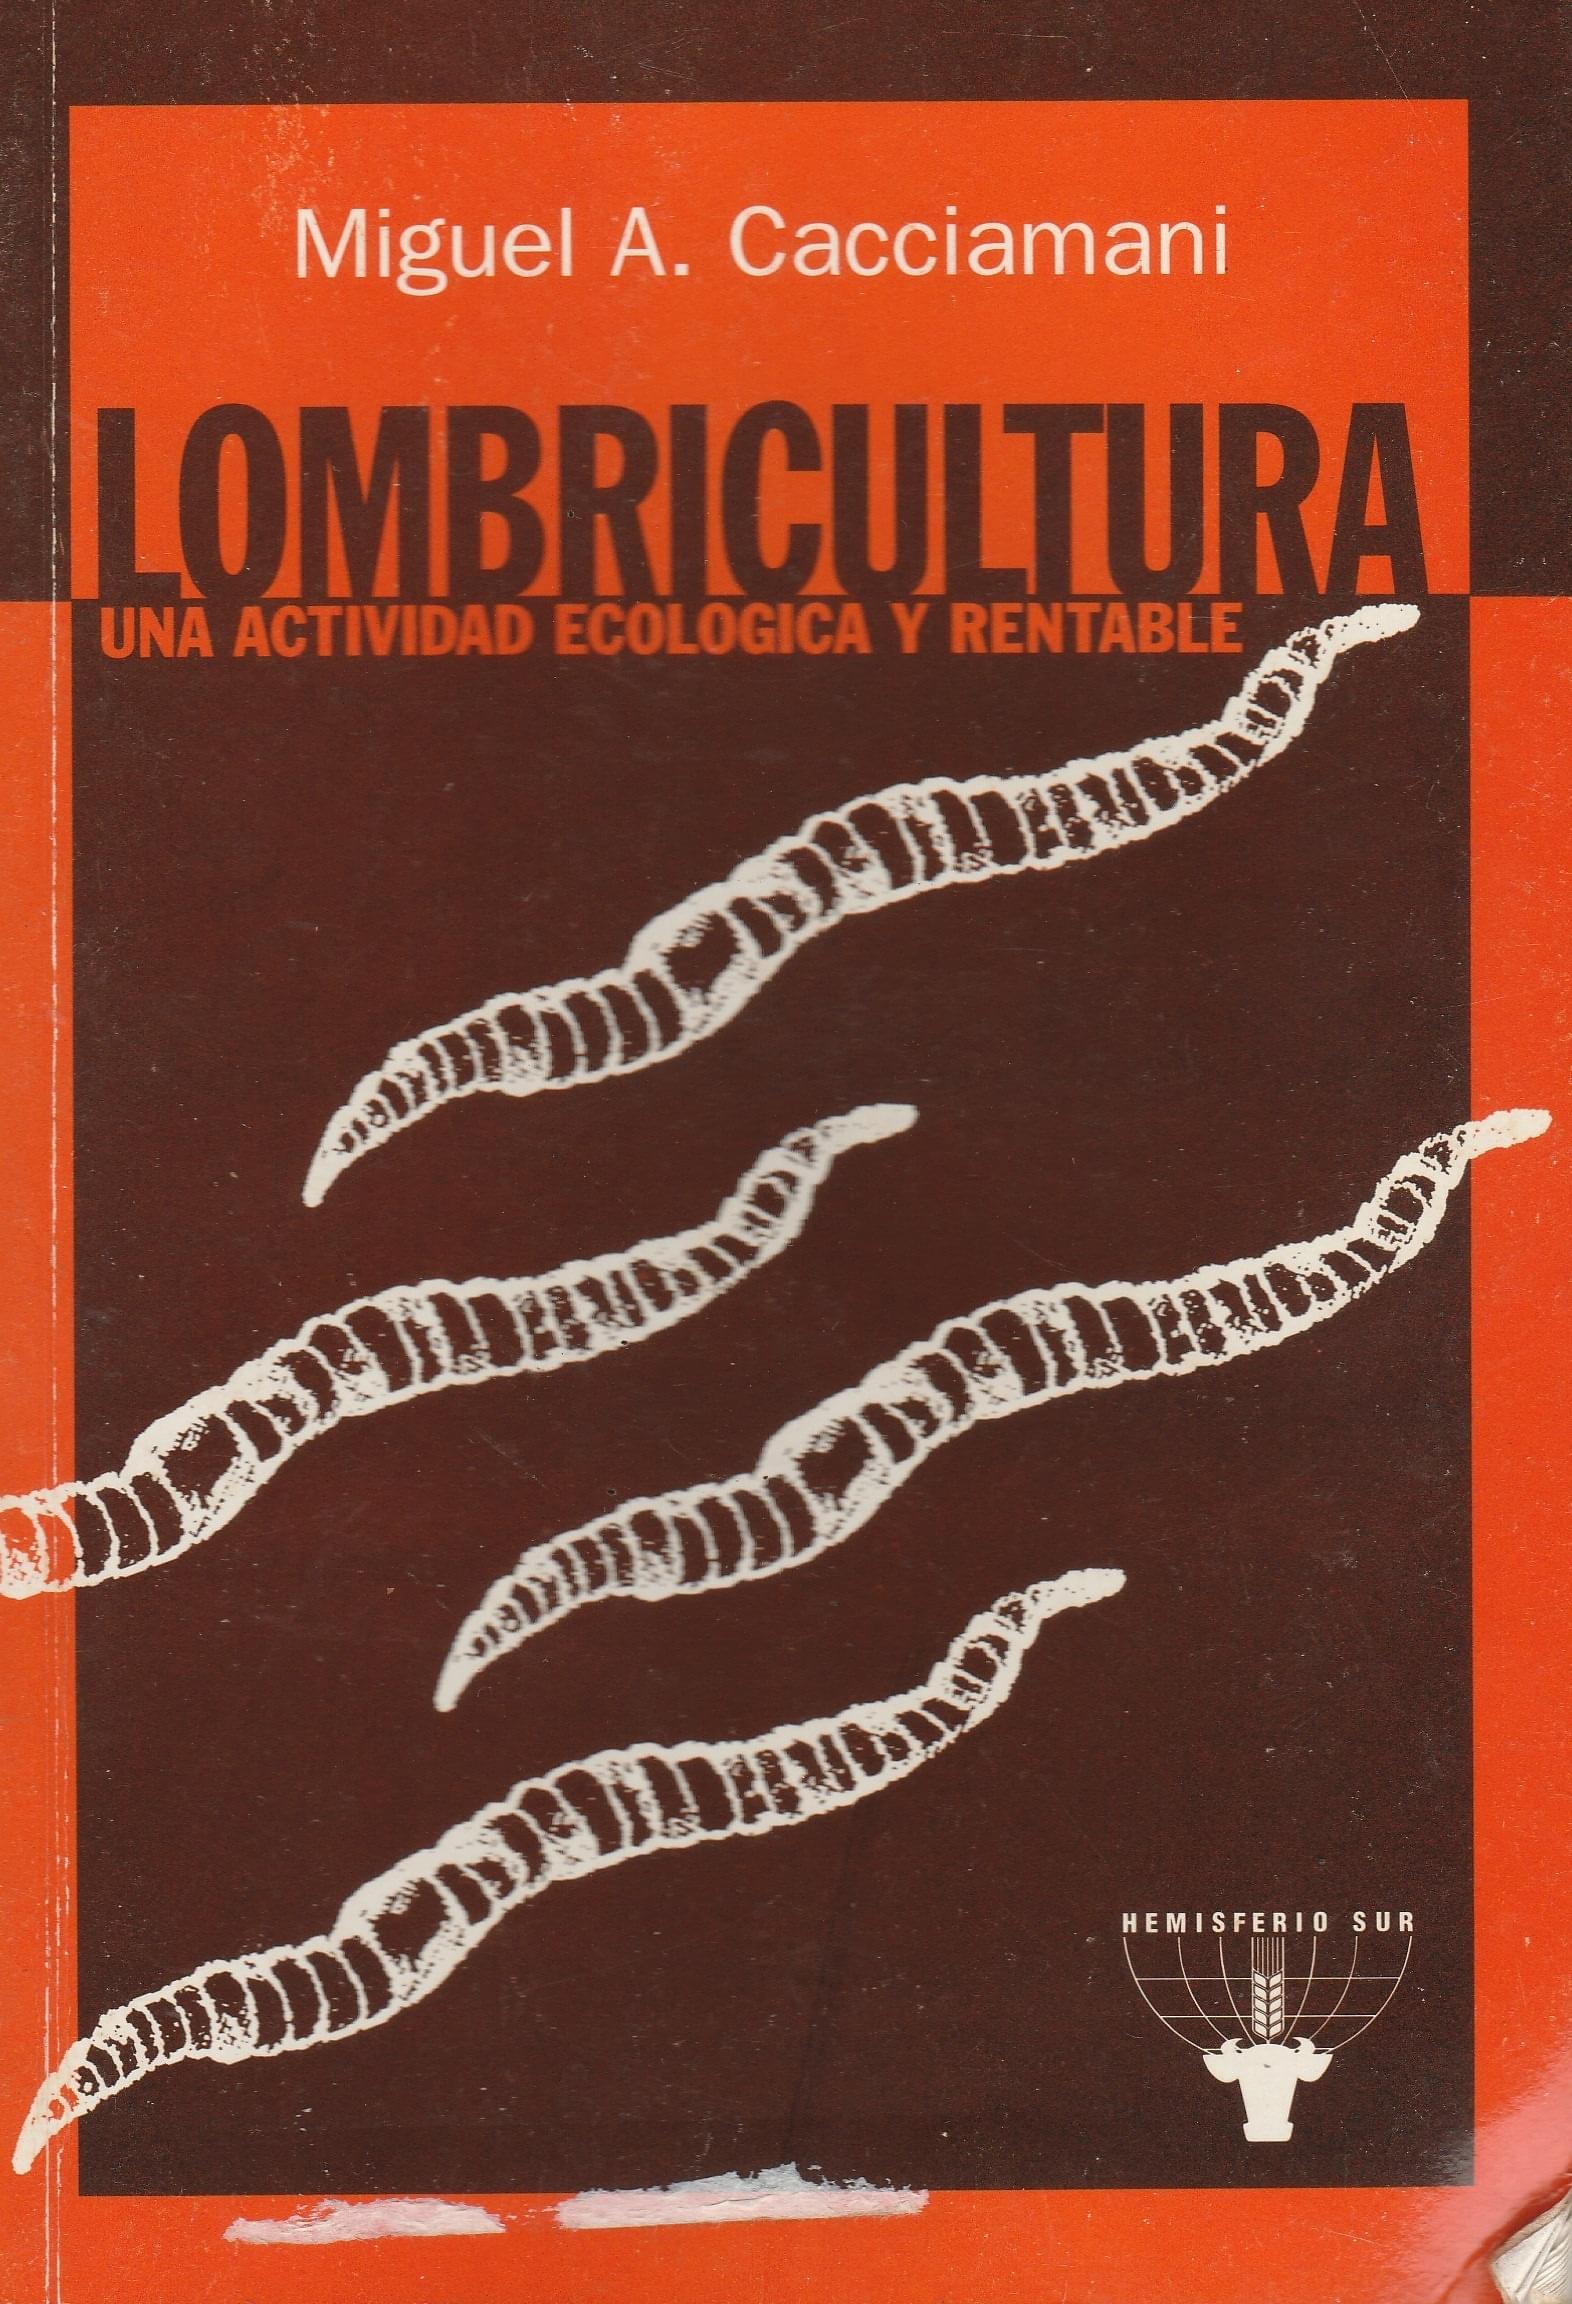 Miguel A. Cacciamani
LOMBRICULTURA
UNA ACTIVIDAD ECOLOGICA Y RENTABLE
HEMISFERIO SUR